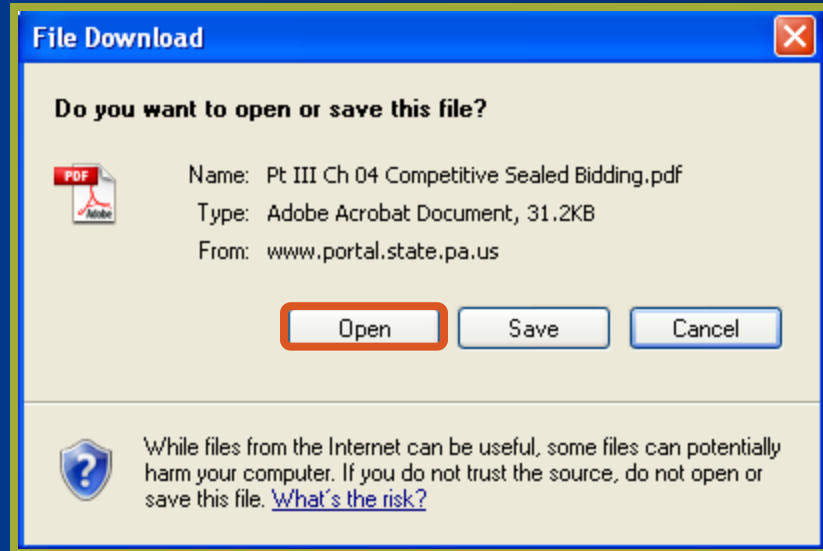 File Download
Do you want to open or save this file?
PDF
Adobe
Name: Pt III Ch 04 Competitive Sealed Bidding.pdf
Type: Adobe Acrobat Document, 31.2KB
From: www.portal.state.pa.us
Open Save Cancel
While files from the Internet can be useful, some files can potentially
harm your computer. If you do not trust the source, do not open or
save this file. What's the risk?